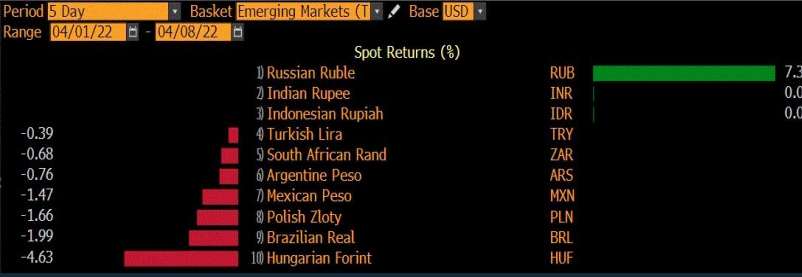 Period 5 Day Basket Emerging Markets (T Base USD
Range 04/01/22 - 04/08/22
Spot Returns (%)
1) Russian Ruble RUB 7.3
2) Indian Rupee INR 0.0
3) Indonesian Rupiah IDR 0.0
-0.39 4) Turkish Lira TRY
-0.68 5) South African Rand ZAR
-0.76 6) Argentine Peso ARS
-1.47 7) Mexican Peso MXN
-1.66 8) Polish Zloty PLN
-1.99 9) Brazilian Real BRL
-4.63 10) Hungarian Forint HUF